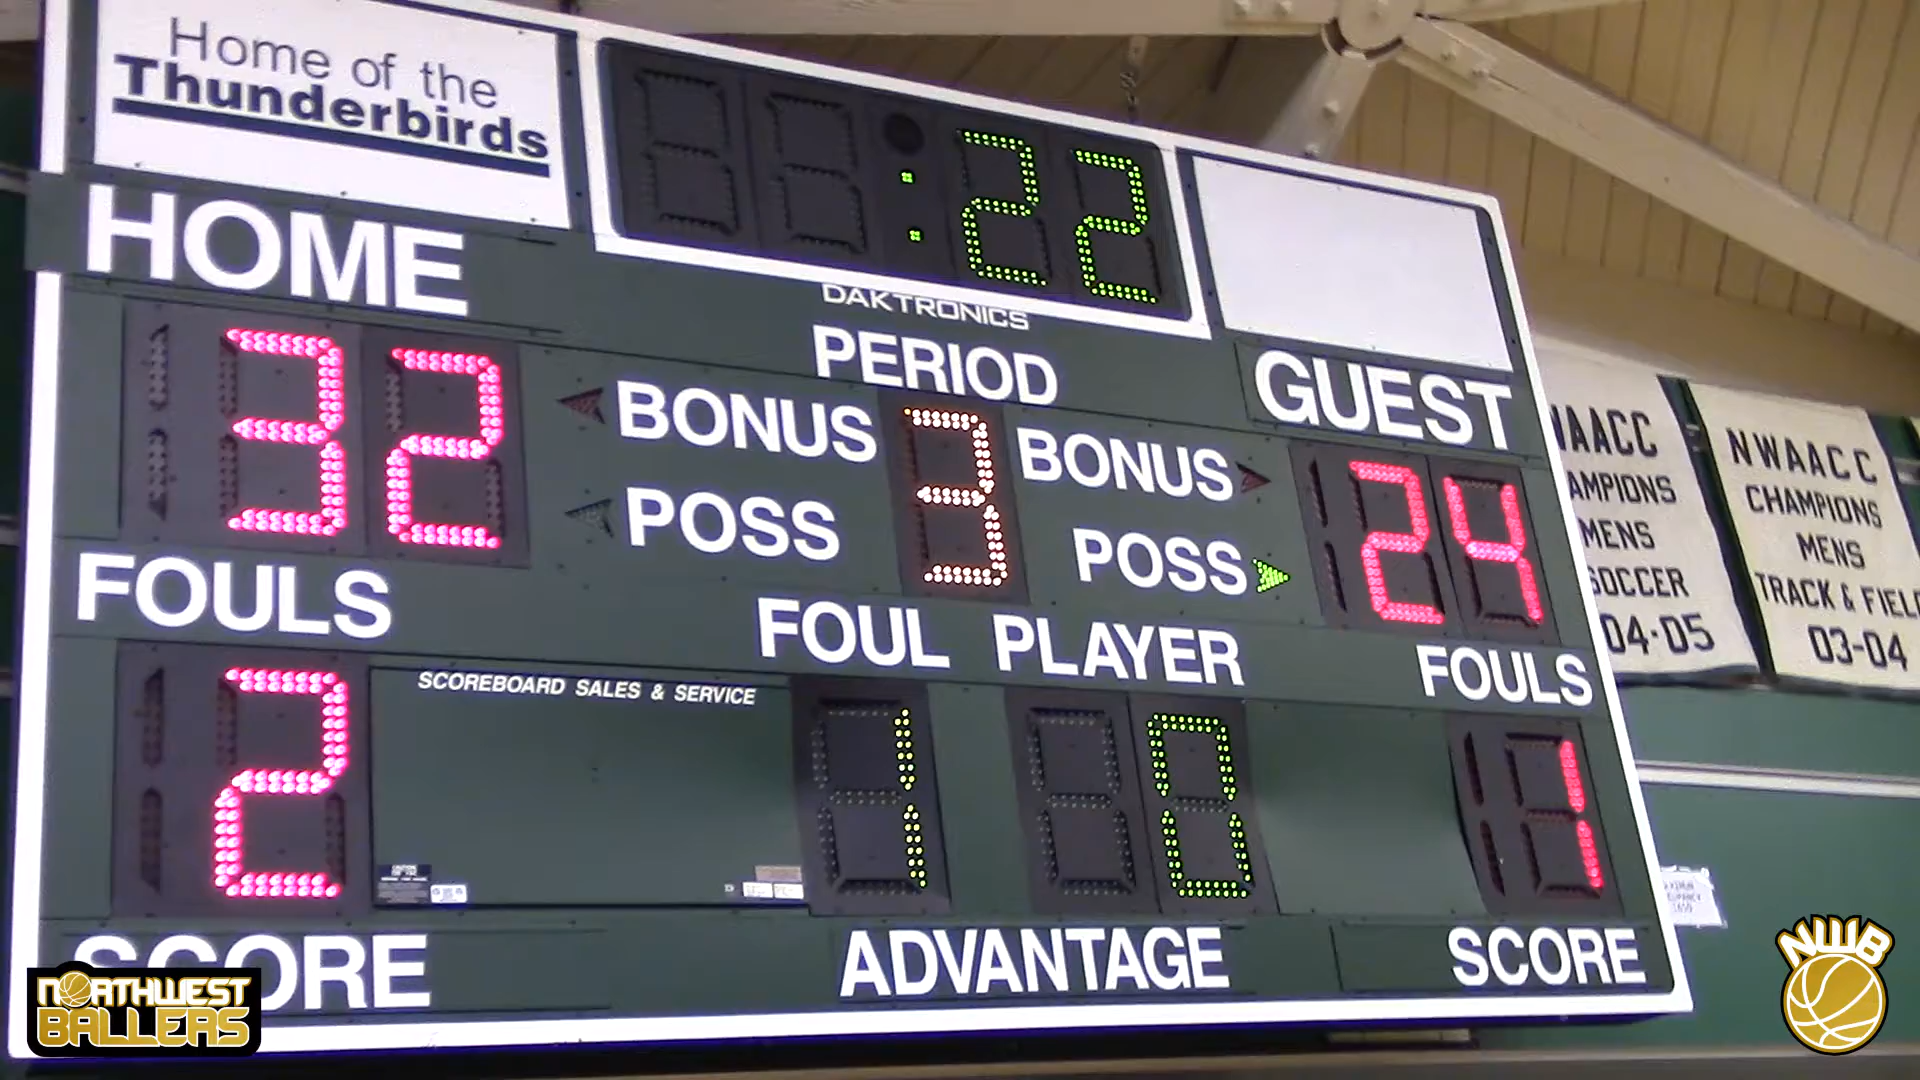 Home of the
Thunderbirds
:22
HOME
DAKTRONICS
PERIOD
GUEST
32
BONUS
3
BONUS
24
POSS
POSS
FOULS
FOUL PLAYER
FOULS
SCOREBOARD SALES & SERVICE
2
1
0
1
SCORE
ADVANTAGE
SCORE
WAACC
AMPIONS
MENS
SOCCER
04-05
NWAACC
CHAMPIONS
MENS
TRACK & FIELD
03-04
NORTHWEST
BALLERS
NWB